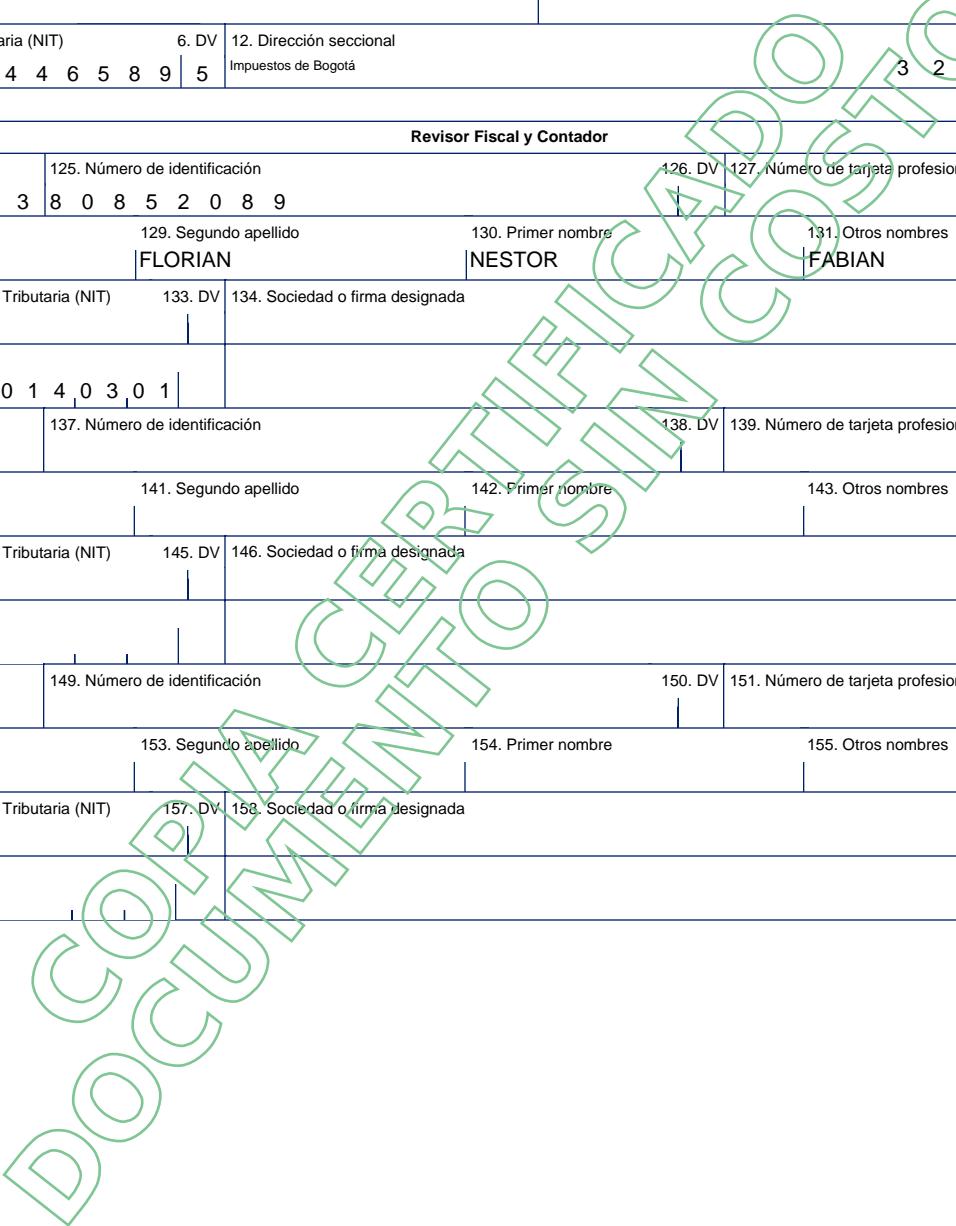 aria (NIT) 6. DV 12. Dirección seccional
4 4 6 5 8 9 5 Impuestos de Bogotá 3 2
Revisor Fiscal y Contador
125. Número de identificación 126. DV 127. Número de tarjeta profesion
3 8 0 8 5 2 0 8 9
129. Segundo apellido 130. Primer nombre 131. Otros nombres
FLORIAN NESTOR FABIAN
Tributaria (NIT) 133. DV 134. Sociedad o firma designada
0 1 4 0 3 0 1
137. Número de identificación 138. DV 139. Número de tarjeta profesion
141. Segundo apellido 142. Primer nombre 143. Otros nombres
Tributaria (NIT) 145. DV 146. Sociedad o firma designada
149. Número de identificación 150. DV 151. Número de tarjeta profesion
153. Segundo apellido 154. Primer nombre 155. Otros nombres
Tributaria (NIT) 157. DV 158. Sociedad o firma designada
COPIA CERTIFICADO
DOCUMENTO SIN COSTO